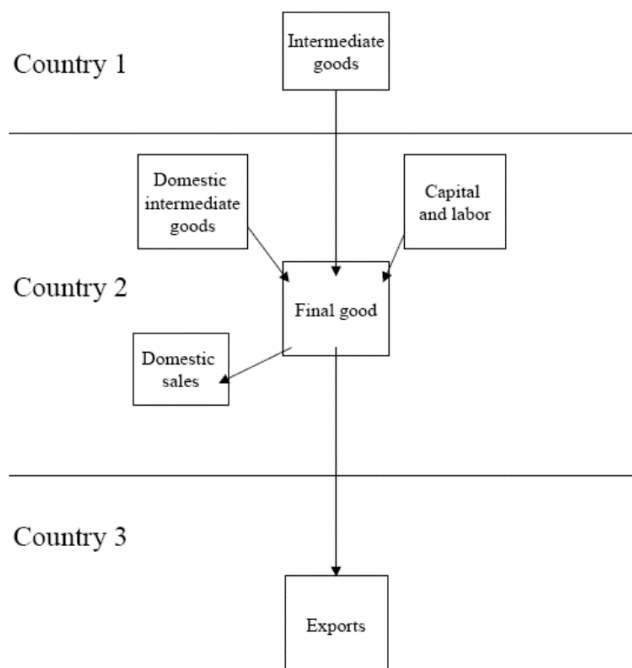 Country 1
Intermediate
goods
Domestic
intermediate
goods
Capital
and labor
Country 2
Final good
Domestic
sales
Country 3
Exports